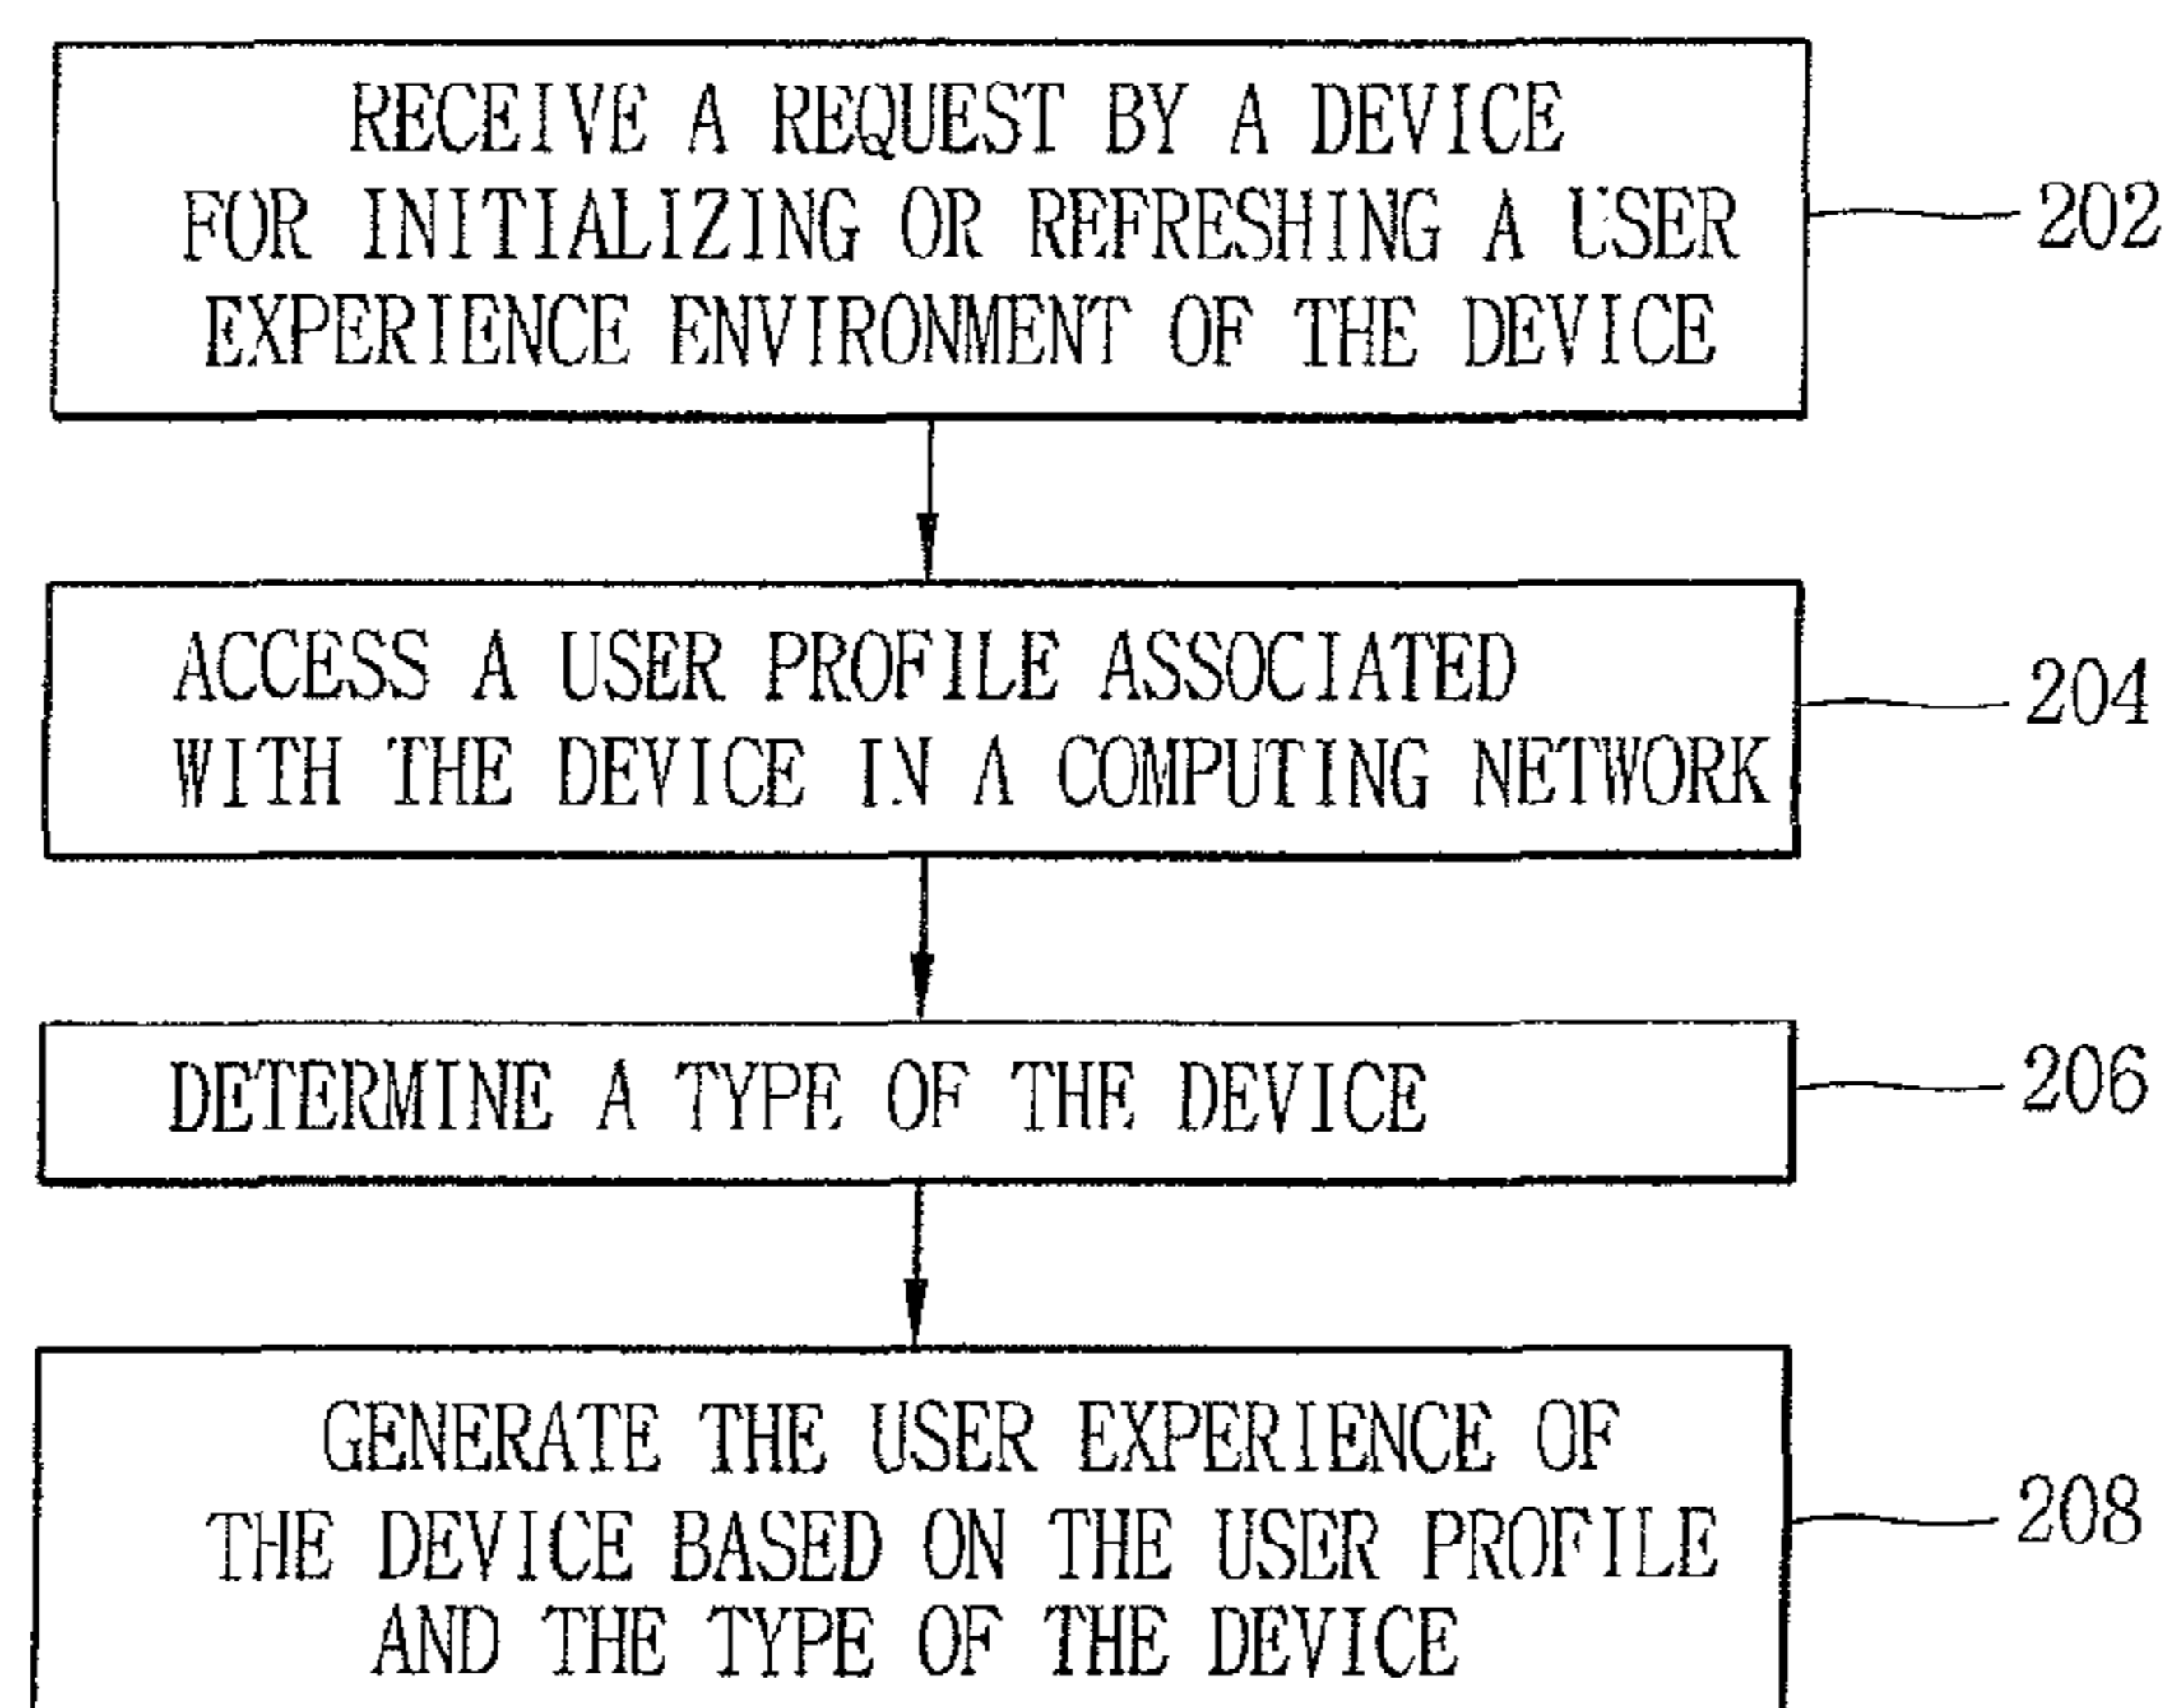 RECEIVE A REQUEST BY A DEVICE
FOR INITIALIZING OR REFRESHING A USER
EXPERIENCE ENVIRONMENT OF THE DEVICE
202
ACCESS A USER PROFILE ASSOCIATED
WITH THE DEVICE IN A COMPUTING NETWORK
204
DETERMINE A TYPE OF THE DEVICE
206
GENERATE THE USER EXPERIENCE OF
THE DEVICE BASED ON THE USER PROFILE
AND THE TYPE OF THE DEVICE
208